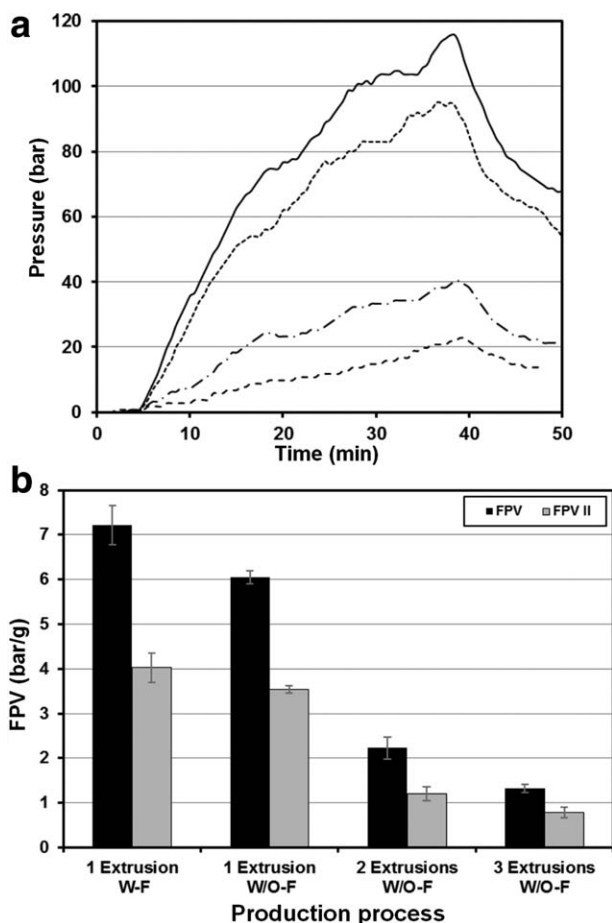 a
120
100
80
60
40
20
0
Pressure (bar)
0 10 20 30 40 50
Time (min)
b
8
7
6
5
4
3
2
1
0
FPV (bar/g)
FPV FPV II
1 Extrusion 1 Extrusion 2 Extrusions 3 Extrusions
W-F W/O-F W/O-F W/O-F
Production process